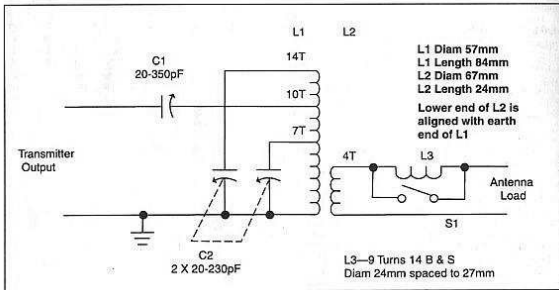 L1 L2
C1
20-350pF
14T
10T
7T
L1 Diam 57mm
L1 Length 84mm
L2 Diam 67mm
L2 Length 24mm
Lower end of L2 is
aligned with earth
end of L1
Transmitter
Output
4T
L3
Antenna
Load
S1
C2
2 X 20-230pF
L3—9 Turns 14 B & S
Diam 24mm spaced to 27mm